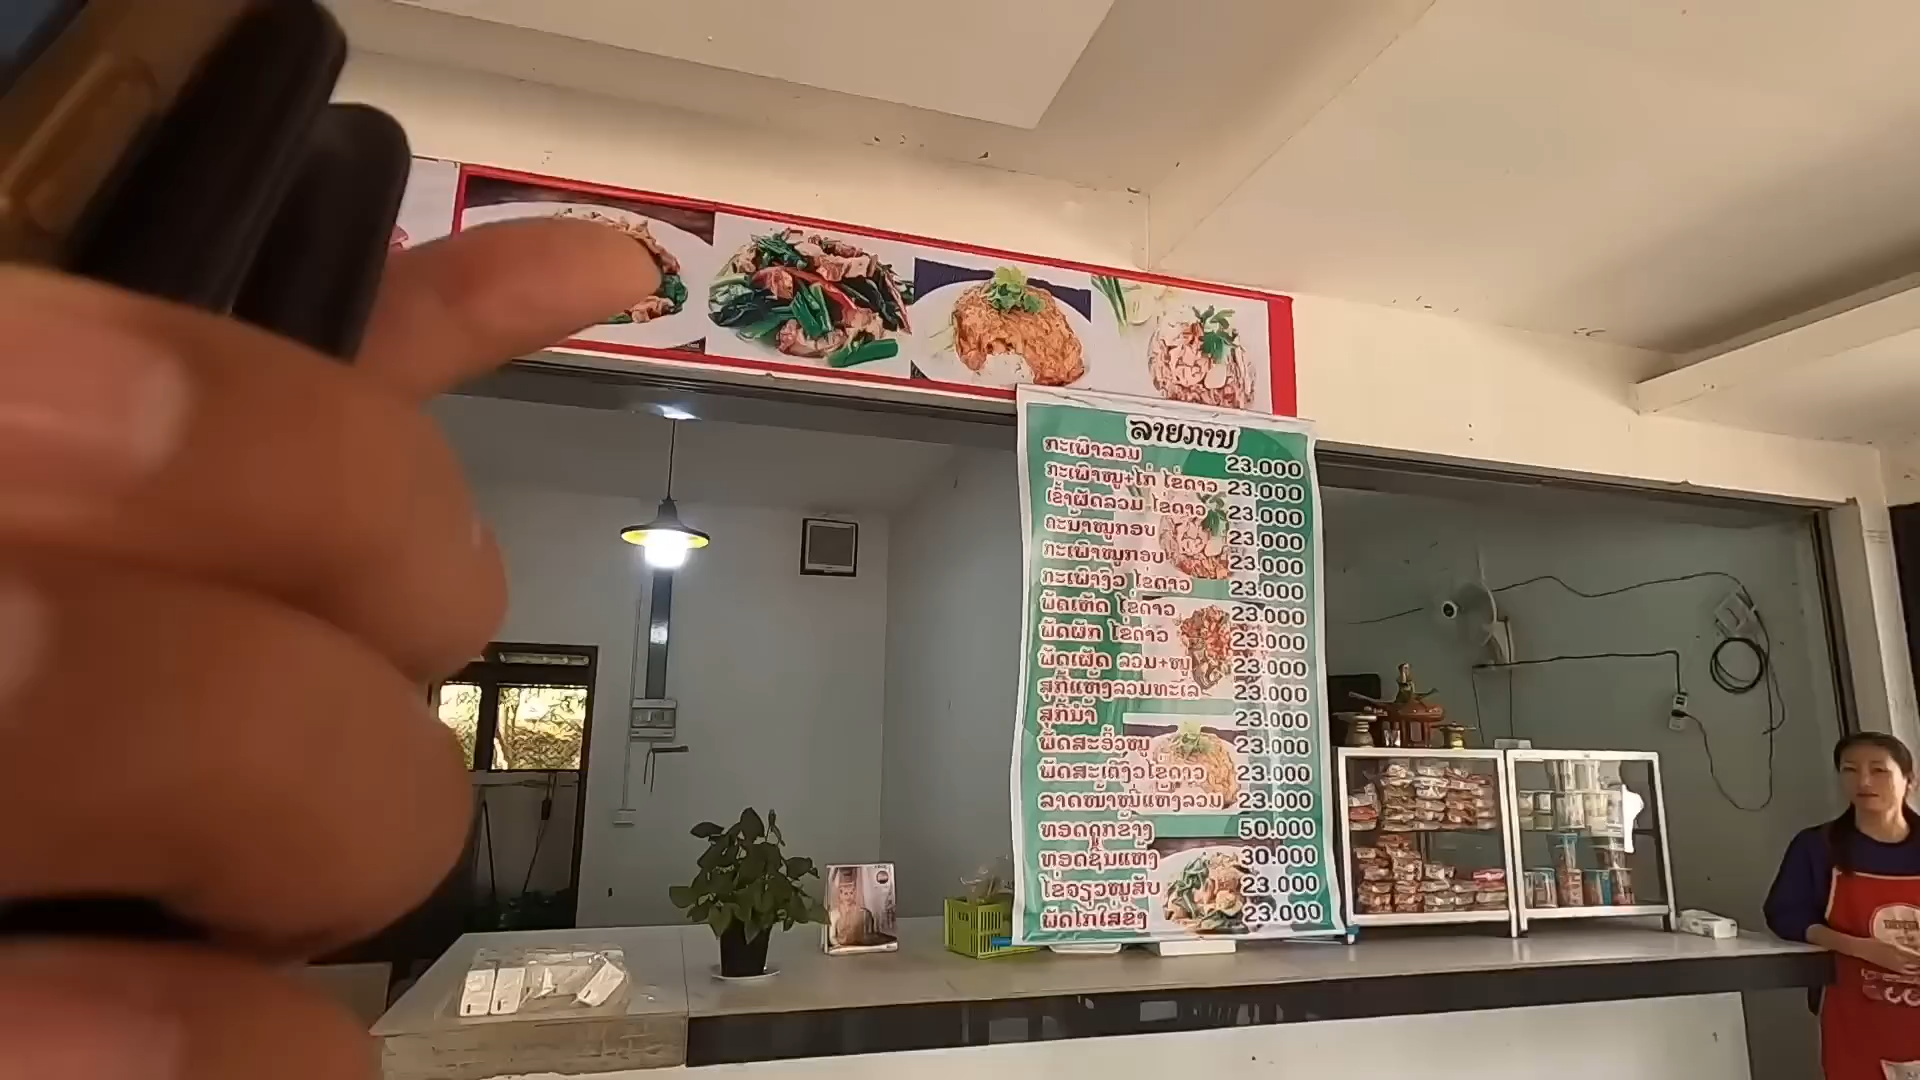 ລາຍການ
ກະເພົາລວມ 23.000
ກະເພົາໝູ+ໄກ່ ໄຂ່ດາວ 23.000
ເຂົ້າຜັດລວມ ໄຂ່ດາວ 23.000
ຄະນ້າໝູກອບ 23.000
ກະເພົາໝູກອບ 23.000
ກະເພົາງົວ ໄຂ່ດາວ 23.000
ພັດເຫັດ ໄຂ່ດາວ 23.000
ພັດຜັກ ໄຂ່ດາວ 23.000
ພັດເຜັດ ລວມ+ໝູ 23.000
ສຸກີ້ແຫ້ງລວມທະເລ 23.000
ສຸກີ້ນ້ຳ 23.000
ພັດສະອິ້ວໝູ 23.000
ພັດສະເຕິງົວໄຂ່ດາວ 23.000
ລາດໜ້າໝີ່ແຫ້ງລວມ 23.000
ທອດດູກຂ້າງ 50.000
ທອດຊີ້ນແຫ້ງ 30.000
ໄຂ່ຈຽວໝູສັບ 23.000
ພັດໄກ່ໃສ່ຂິງ 23.000